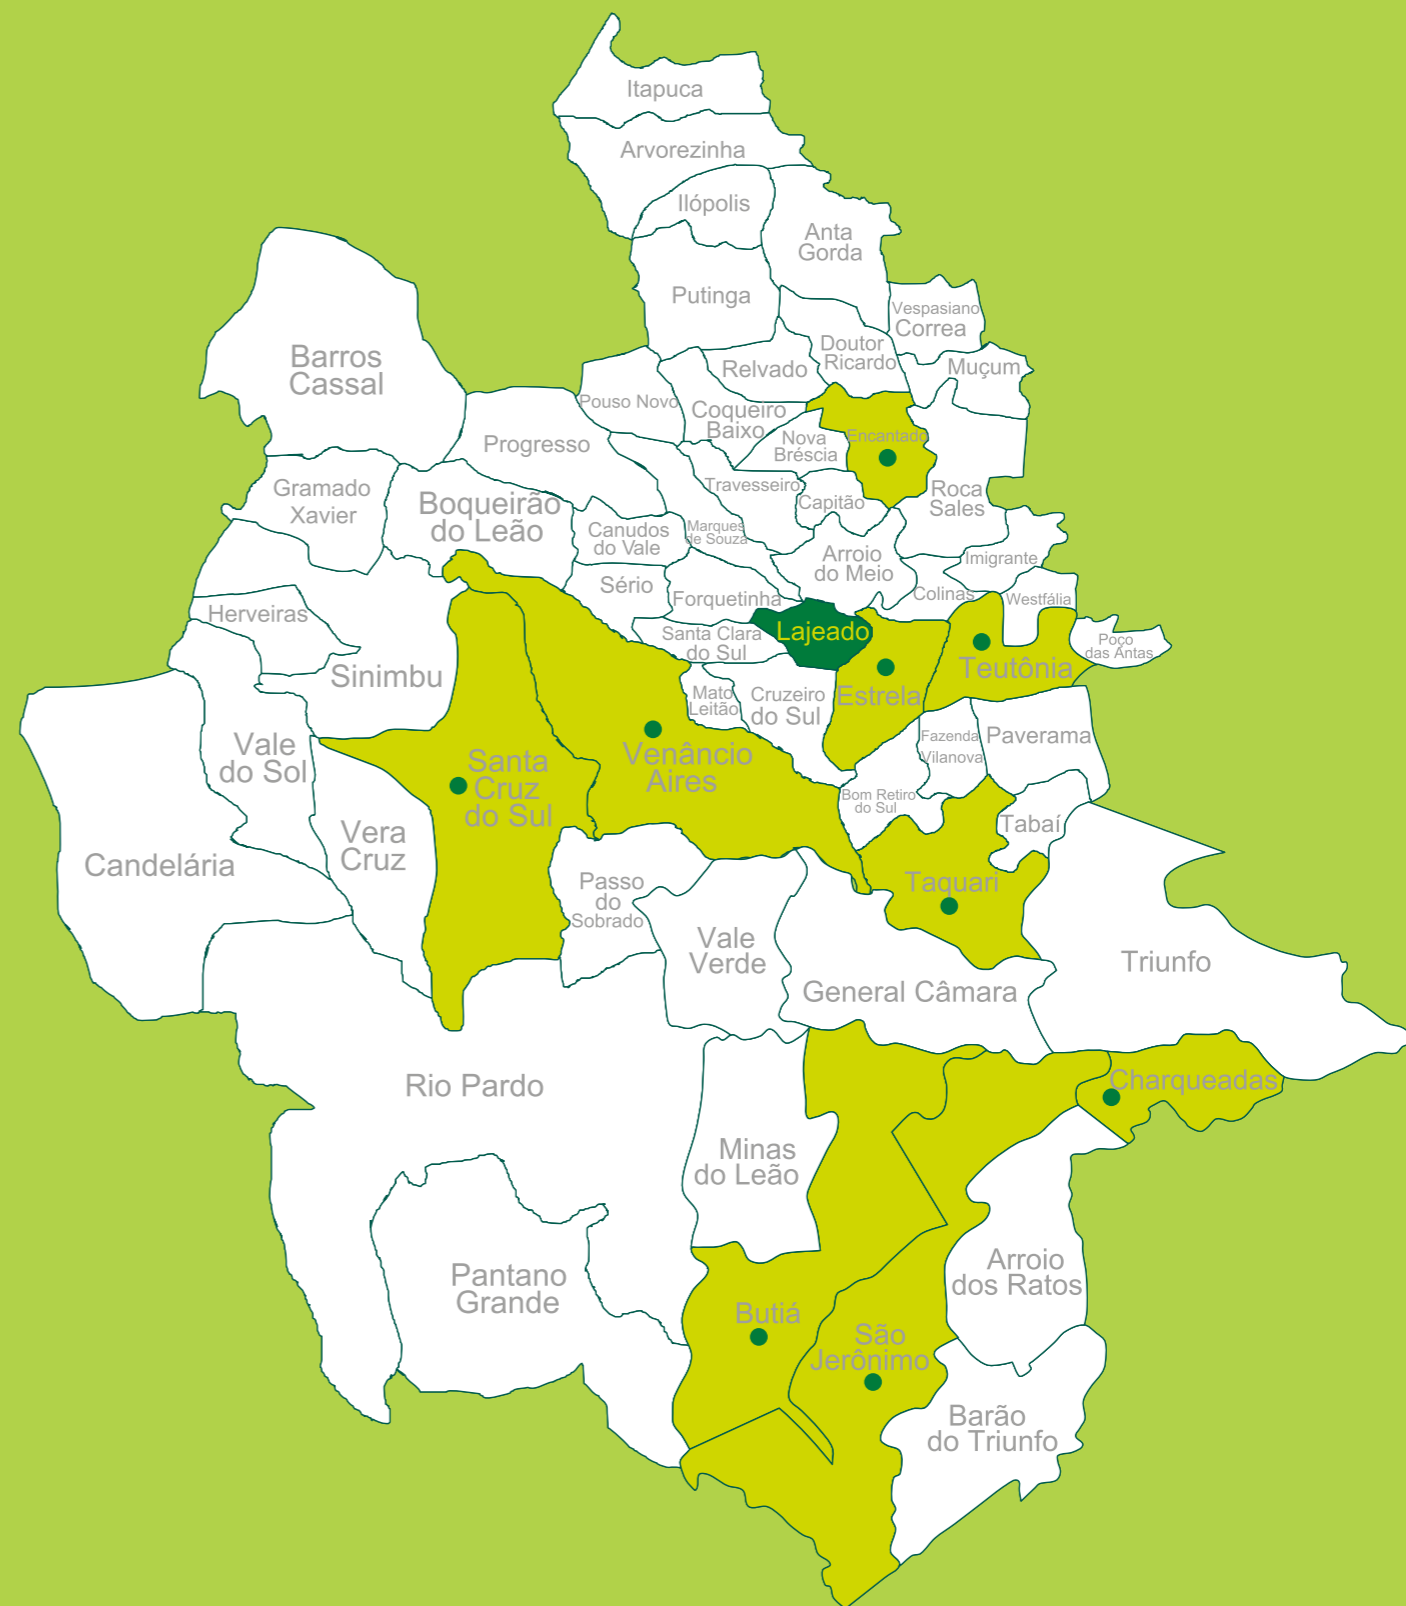 Itapuca
Arvorezinha
Ilópolis
Anta
Gorda
Putinga
Vespasiano
Correa
Doutor
Ricardo
Muçum
Relvado
Barros
Cassal
Pouso Novo
Coqueiro
Baixo
Progresso
Nova
Bréscia
Encantado
Travesseiro
Capitão
Roca
Sales
Gramado
Xavier
Boqueirão
do Leão
Canudos
do Vale
Marques
de Souza
Arroio
do Meio
Imigrante
Sério
Forquetinha
Colinas
Westfália
Herveiras
Santa Clara
do Sul
Lajeado
Poço
das Antas
Teutônia
Sinimbu
Mato
Leitão
Cruzeiro
do Sul
Estrela
Vale
do Sol
Santa
Cruz
do Sul
Venâncio
Aires
Fazenda
Vilanova
Paverama
Bom Retiro
do Sul
Tabaí
Candelária
Vera
Cruz
Passo
do
Sobrado
Taquari
Vale
Verde
General Câmara
Triunfo
Rio Pardo
Charqueadas
Minas
do Leão
Arroio
dos Ratos
Pantano
Grande
Butiá
São
Jerônimo
Barão
do Triunfo